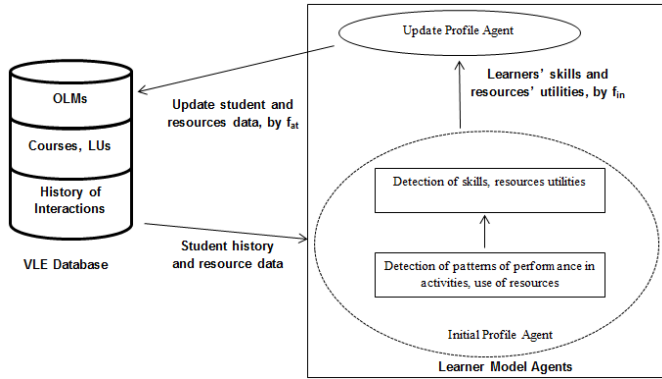 Update Profile Agent
OLMs
Courses, LUs
History of
Interactions
VLE Database
Update student and
resources data, by fat
Learners' skills and
resources' utilities, by fin
Detection of skills, resources utilities
Student history
and resource data
Detection of patterns of performance in
activities, use of resources
Initial Profile Agent
Learner Model Agents